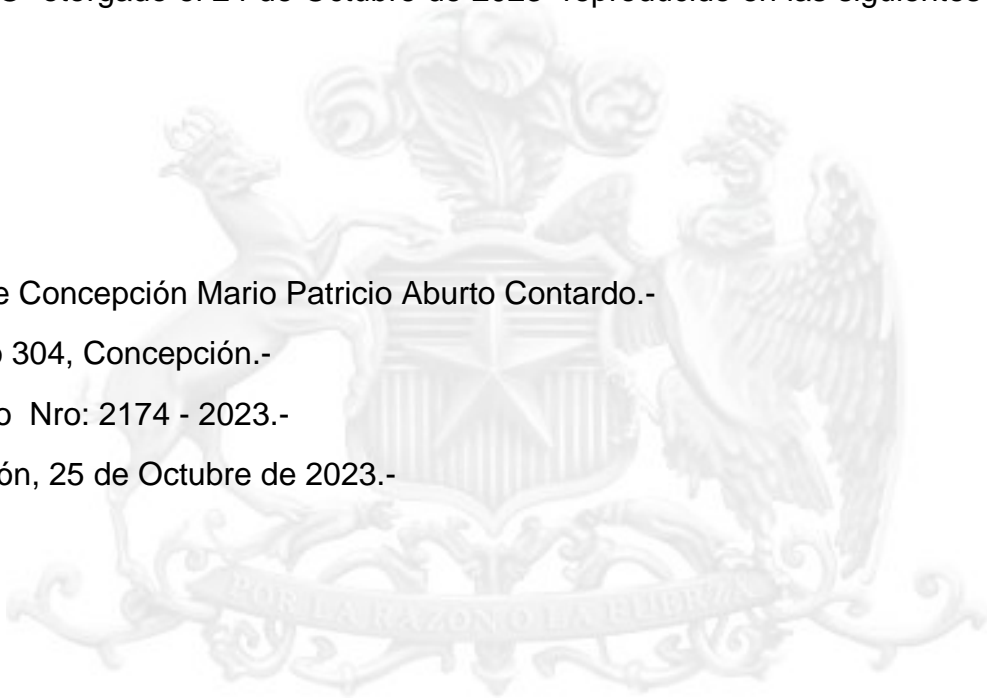 otorgado el 24 de Octubre de 2023 reproducido en las siguientes
e Concepción Mario Patricio Aburto Contardo.-
304, Concepción.-
o Nro: 2174 - 2023.-
ón, 25 de Octubre de 2023.-
POR LA RAZON O LA FUERZA